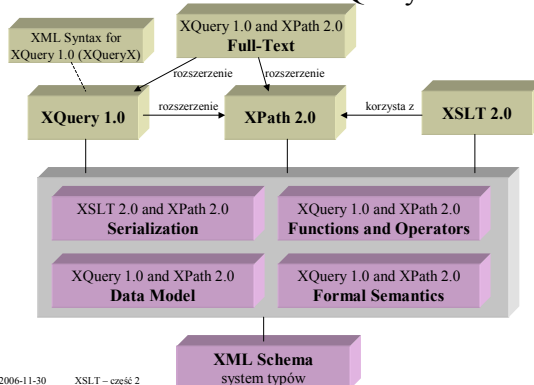 XML Syntax for
XQuery 1.0 (XQueryX)
XQuery 1.0 and XPath 2.0
Full-Text
rozszerzenie
rozszerzenie
XQuery 1.0
rozszerzenie
XPath 2.0
korzysta z
XSLT 2.0
XSLT 2.0 and XPath 2.0
Serialization
XQuery 1.0 and XPath 2.0
Functions and Operators
XQuery 1.0 and XPath 2.0
Data Model
XQuery 1.0 and XPath 2.0
Formal Semantics
XML Schema
system typów
2006-11-30 XSLT – część 2